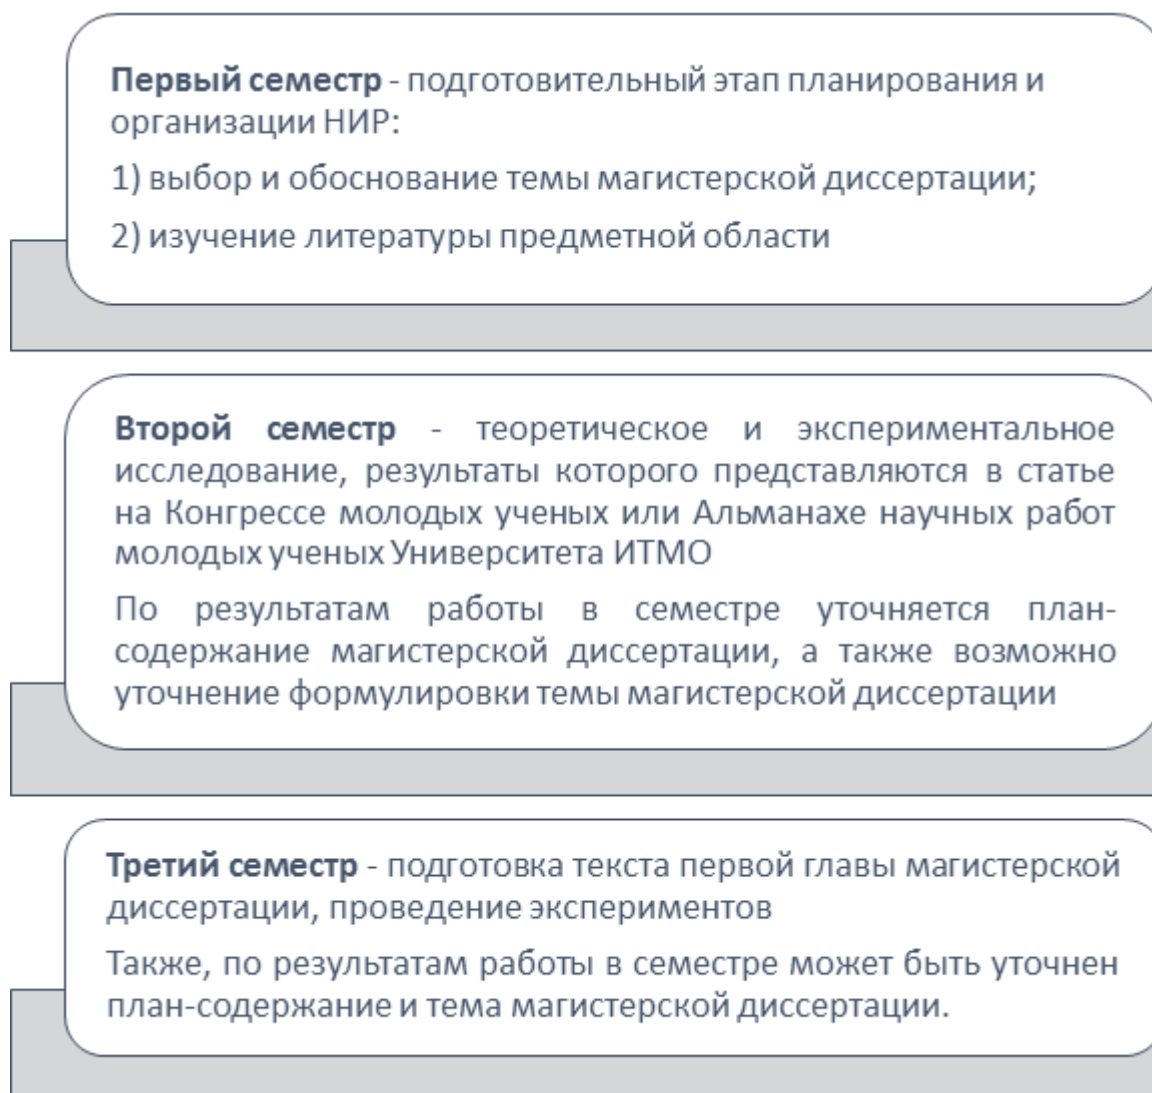 Первый семестр - подготовительный этап планирования и
организации НИР:
1) выбор и обоснование темы магистерской диссертации;
2) изучение литературы предметной области
Второй семестр - теоретическое и экспериментальное
исследование, результаты которого представляются в статье
на Конгрессе молодых ученых или Альманахе научных работ
молодых ученых Университета ИТМО
По результатам работы в семестре уточняется план-
содержание магистерской диссертации, а также возможно
уточнение формулировки темы магистерской диссертации
Третий семестр - подготовка текста первой главы магистерской
диссертации, проведение экспериментов
Также, по результатам работы в семестре может быть уточнен
план-содержание и тема магистерской диссертации.